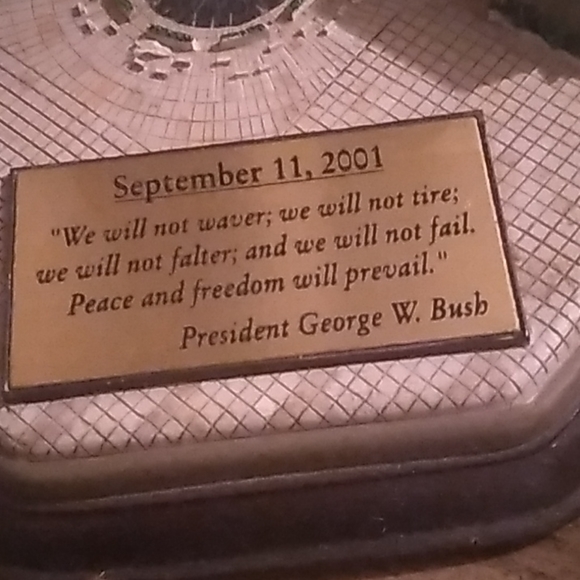 September 11, 2001
"We will not waver; we will not tire;
we will not falter; and we will not fail.
Peace and freedom will prevail."
President George W. Bush